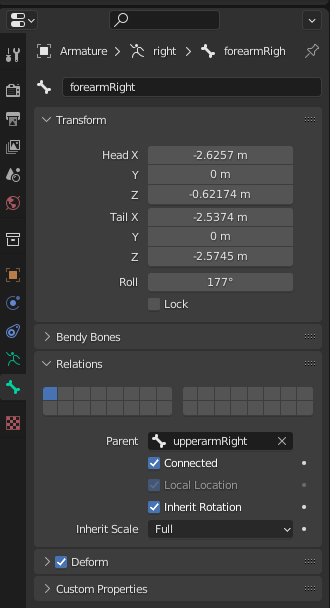 Armature > right > forearmRigh
forearmRight
Transform
Head X -2.6257 m
Y 0 m
Z -0.62174 m
Tail X -2.5374 m
Y 0 m
Z -2.5745 m
Roll 177°
Lock
Bendy Bones
Relations
Parent upperarmRight
Connected
Local Location
Inherit Rotation
Inherit Scale Full
Deform
Custom Properties